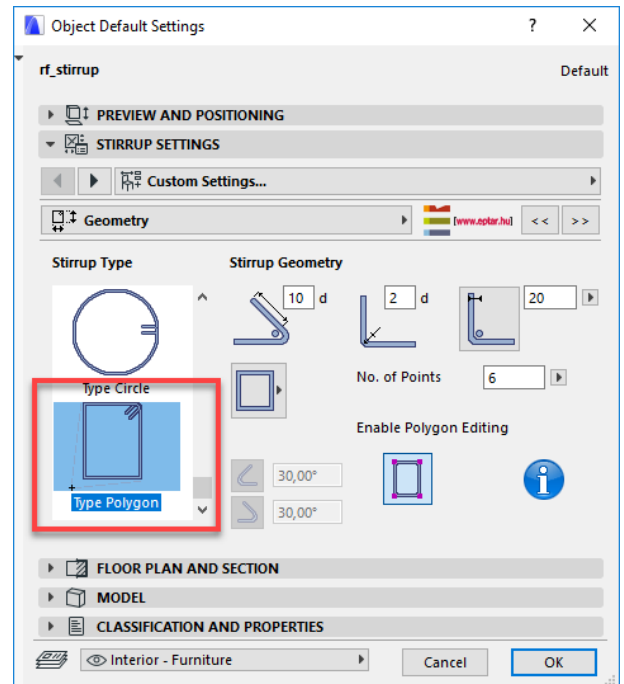 Object Default Settings ? ×
rf_stirrup Default
PREVIEW AND POSITIONING
STIRRUP SETTINGS
Custom Settings...
Geometry [www.eptar.hu] << >>
Stirrup Type Stirrup Geometry
10 d 2 d 20
Type Circle
No. of Points 6
Enable Polygon Editing
Type Polygon
30,00°
30,00°
FLOOR PLAN AND SECTION
MODEL
CLASSIFICATION AND PROPERTIES
Interior - Furniture Cancel OK